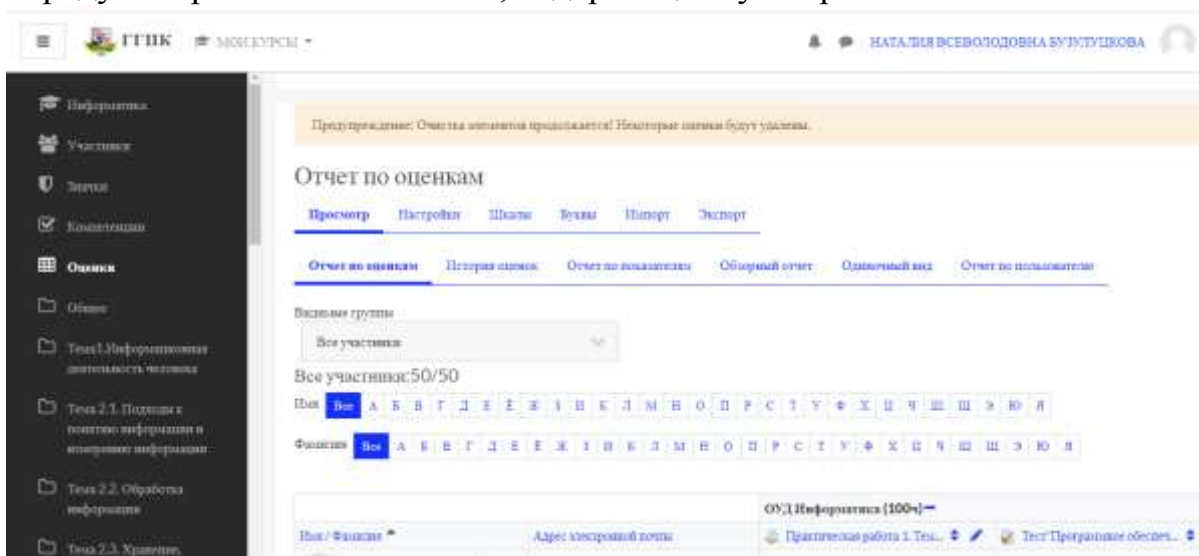 ГГПК МОИ КУРСЫ НАТАЛИЯ ВСЕВОЛОДОВНА БУЗУЛУЦКОВА
Информатика
Участники
Значки
Компетенции
Оценки
Общее
Тема1.Информационная
деятельность человека
Тема 2.1. Подходы к
понятию информации и
измерению информации
Тема 2.2. Обработка
информации
Тема 2.3. Хранение,
Предупреждение: Очистка элементов продолжается! Некоторые оценки будут удалены.
Отчет по оценкам
Просмотр Настройки Шкалы Буквы Импорт Экспорт
Отчет по оценкам История оценок Отчет по показателям Обзорный отчет Одиночный вид Отчет по пользователю
Видимые группы
Все участники
Все участники:50/50
Имя Все А Б В Г Д Е Ё Ж З И К Л М Н О П Р С Т У Ф Х Ц Ч Ш Щ Э Ю Я
Фамилия Все А Б В Г Д Е Ё Ж З И К Л М Н О П Р С Т У Ф Х Ц Ч Ш Щ Э Ю Я
ОУД Информатика (100ч)
Имя / Фамилия Адрес электронной почты Практическая работа 1. Тем... Тест Программное обеспеч...